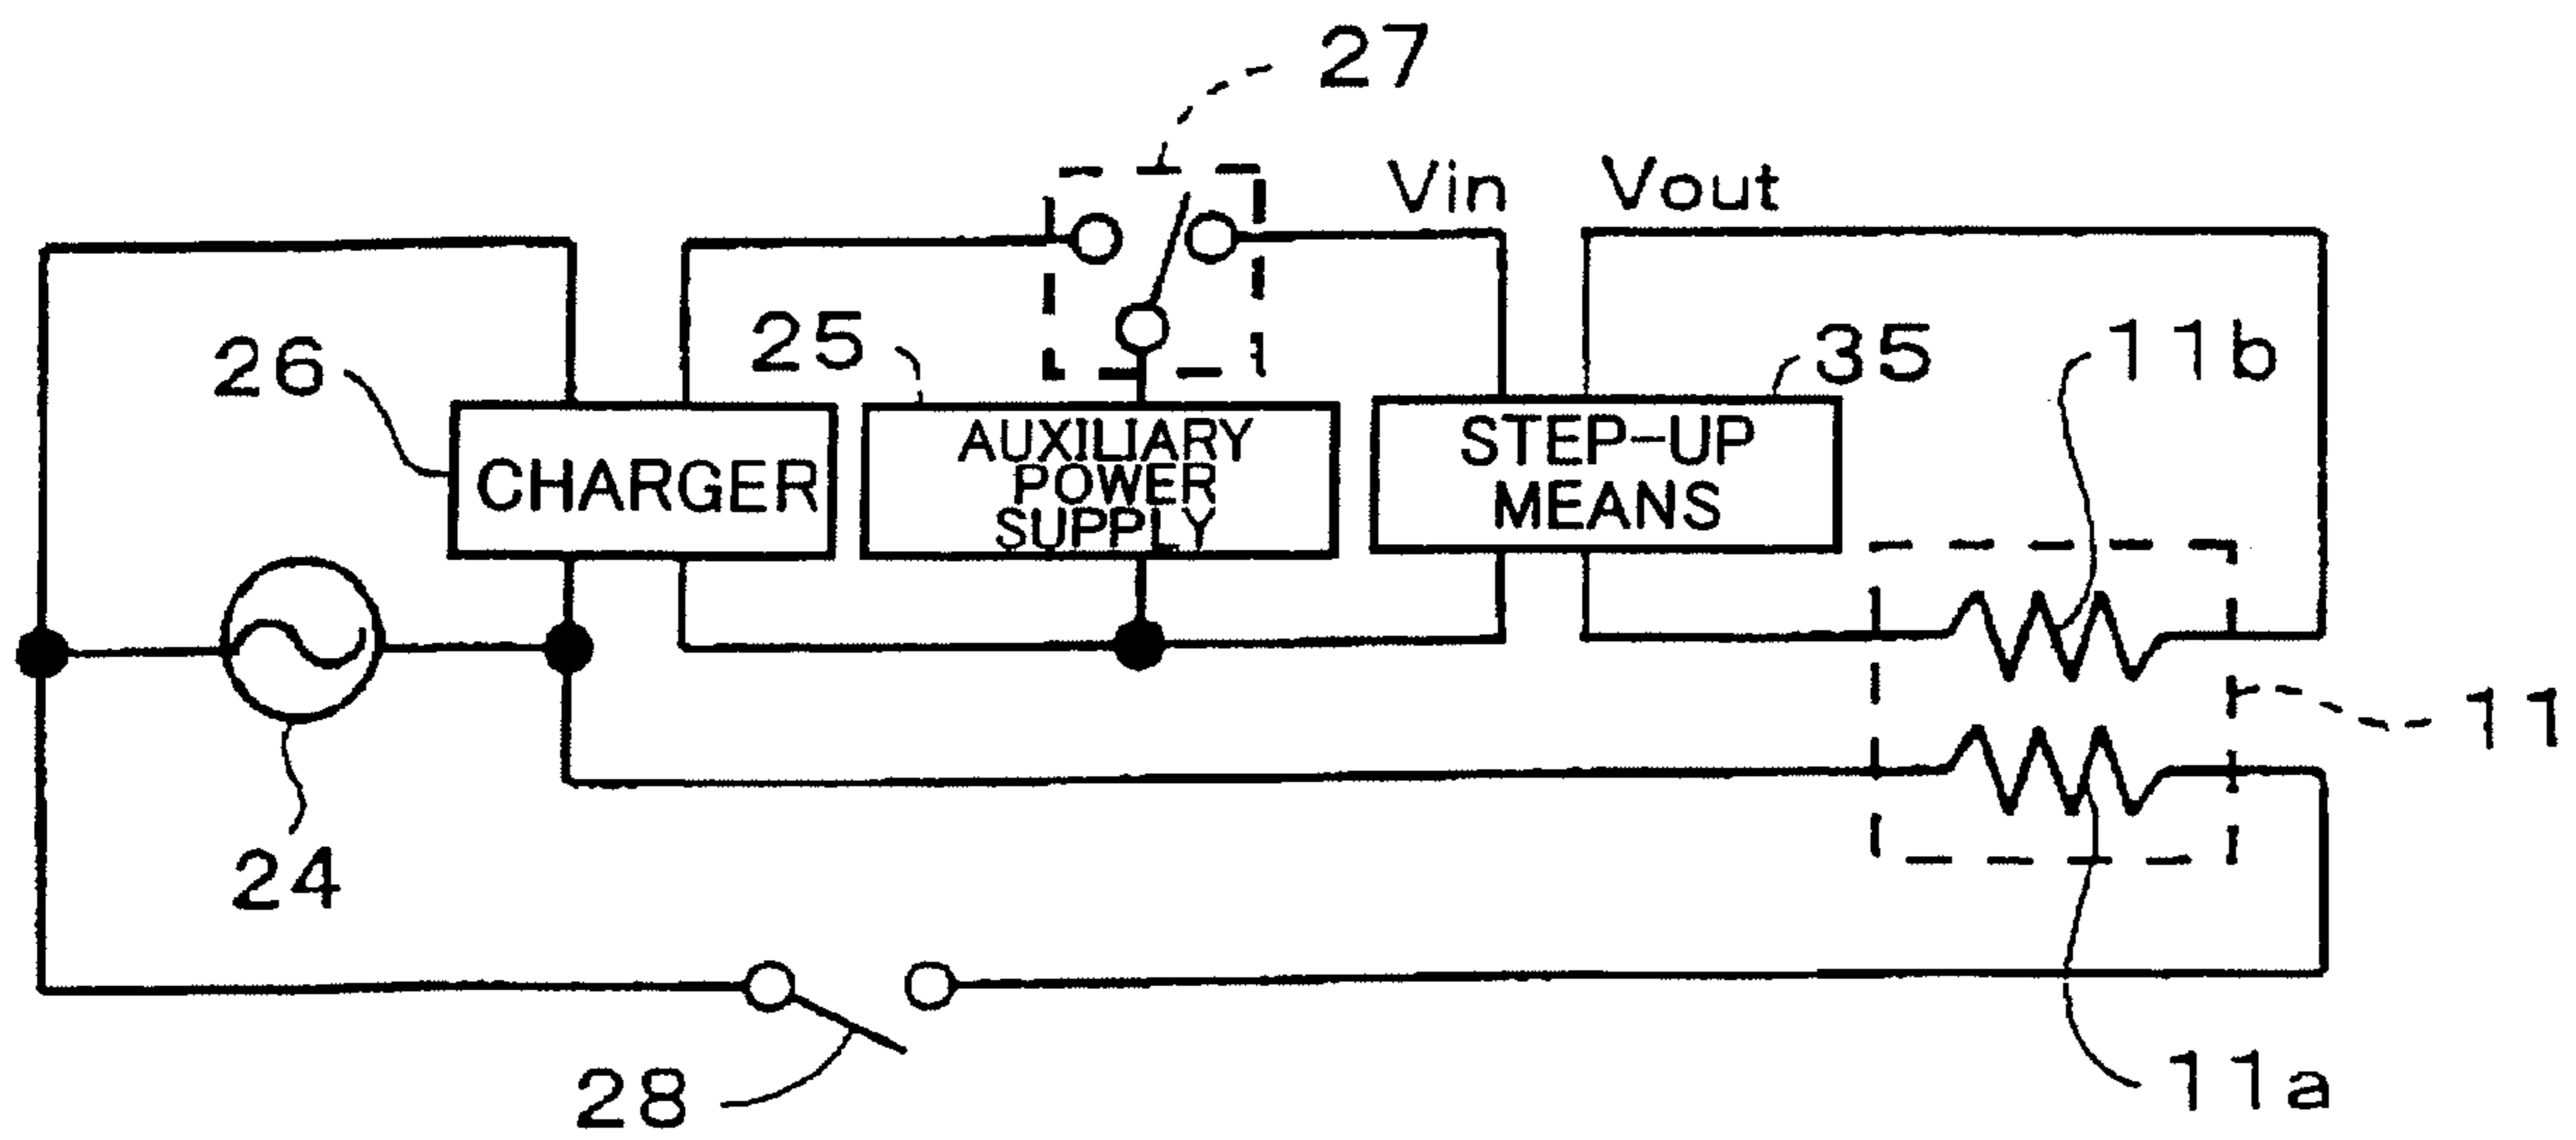 27
Vin Vout
26
25
35
11b
CHARGER
AUXILIARY
POWER
SUPPLY
STEP-UP
MEANS
11
24
28
11a